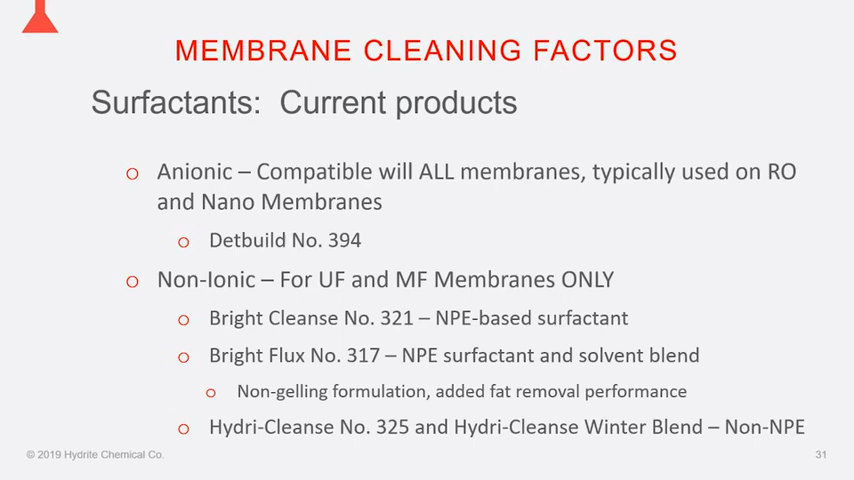 MEMBRANE CLEANING FACTORS
Surfactants: Current products
o Anionic – Compatible will ALL membranes, typically used on RO
and Nano Membranes
o Detbuild No. 394
o Non-Ionic – For UF and MF Membranes ONLY
o Bright Cleanse No. 321 – NPE-based surfactant
o Bright Flux No. 317 – NPE surfactant and solvent blend
o Non-gelling formulation, added fat removal performance
o Hydri-Cleanse No. 325 and Hydri-Cleanse Winter Blend – Non-NPE
© 2019 Hydrite Chemical Co.
31